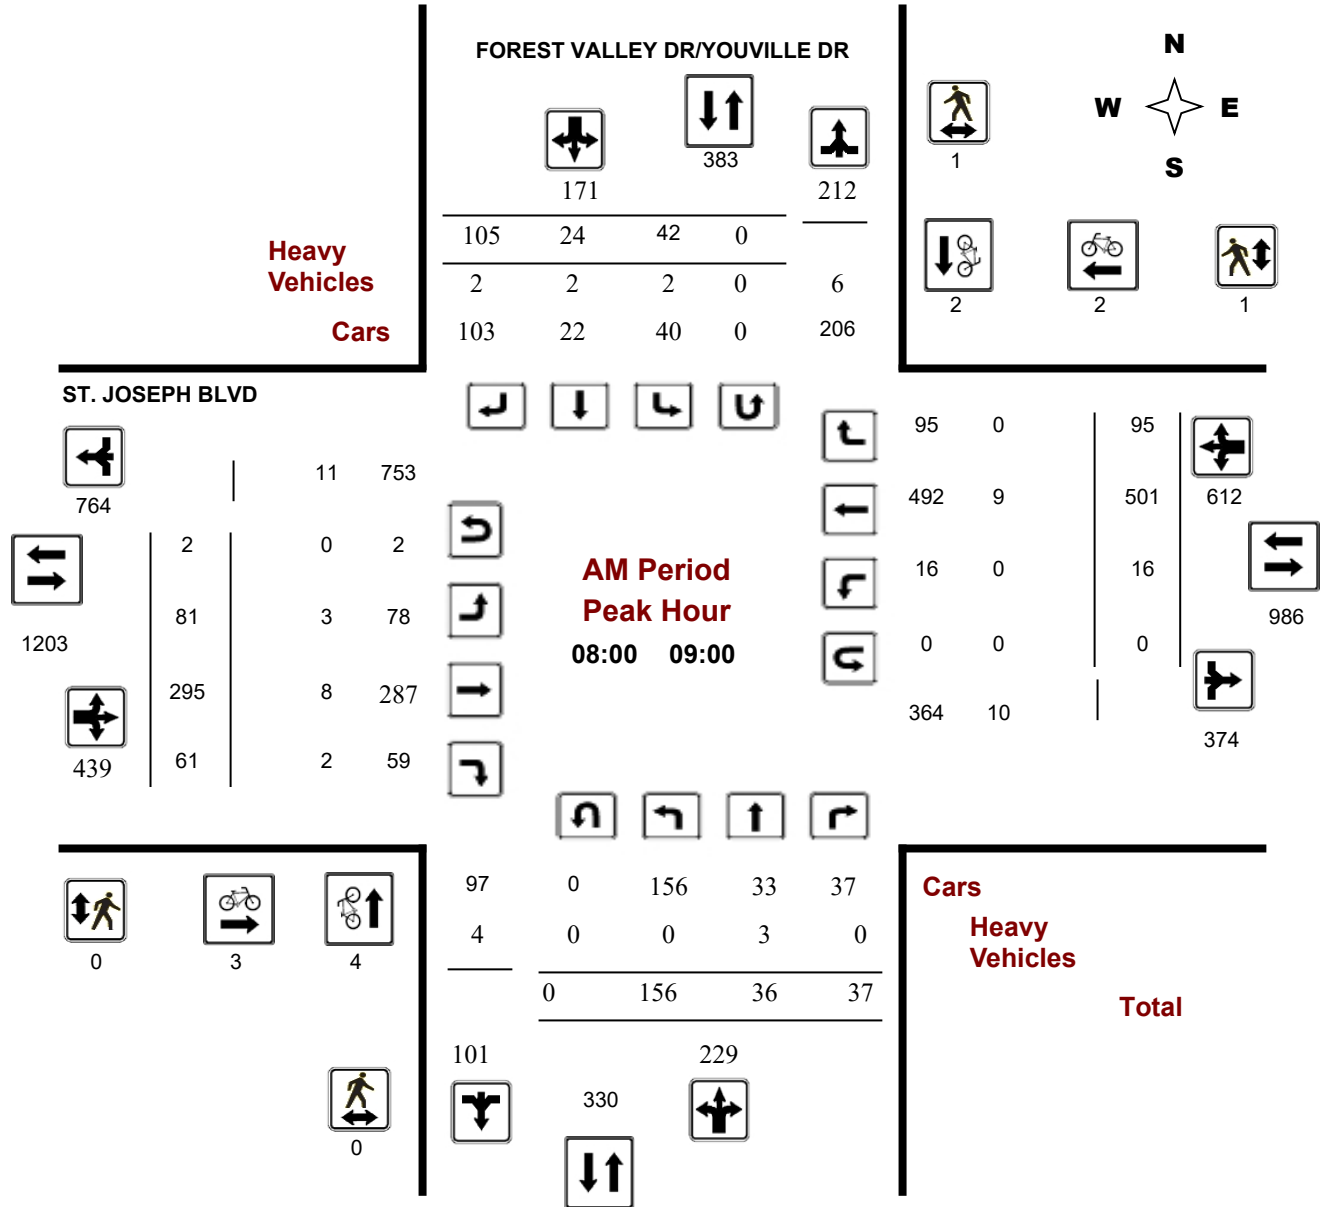 FOREST VALLEY DR/YOUVILLE DR
N
W E
S
383
1
171 212
105 24 42 0
Heavy
Vehicles
2 2 2 0 6
2 2 1
Cars
103 22 40 0 206
ST. JOSEPH BLVD
95 0 95
11 753
764
492 9 501 612
2 0 2
AM Period
Peak Hour
16 0 16
81 3 78
986
1203
08:00 09:00
0 0 0
295 8 287
364 10
374
439 61 2 59
97 0 156 33 37
Cars
4 0 0 3 0
Heavy
Vehicles
0 3 4
0 156 36 37
Total
101 229
330
0